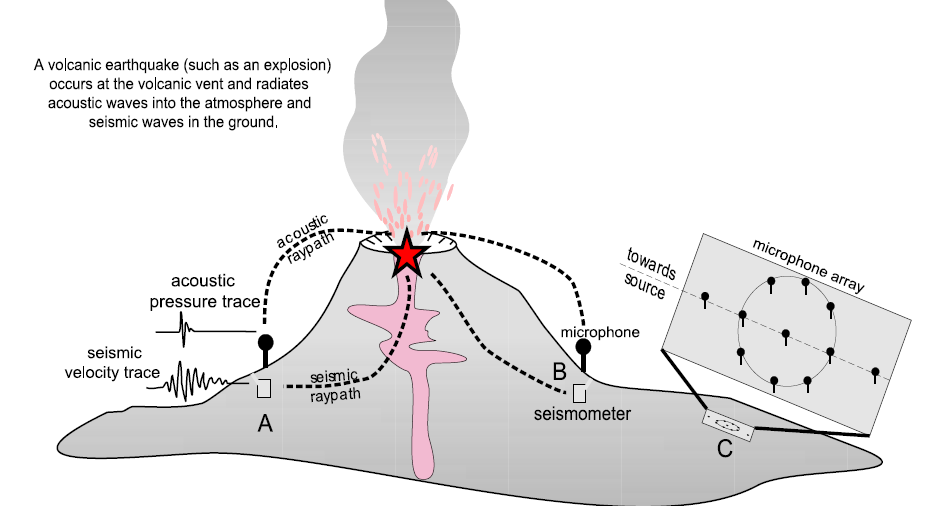 A volcanic earthquake (such as an explosion)
occurs at the volcanic vent and radiates
acoustic waves into the atmosphere and
seismic waves in the ground.
acoustic
raypath
towards
source
microphone array
acoustic
pressure trace
microphone
seismic
velocity trace
seismic
raypath
A
B
seismometer
C